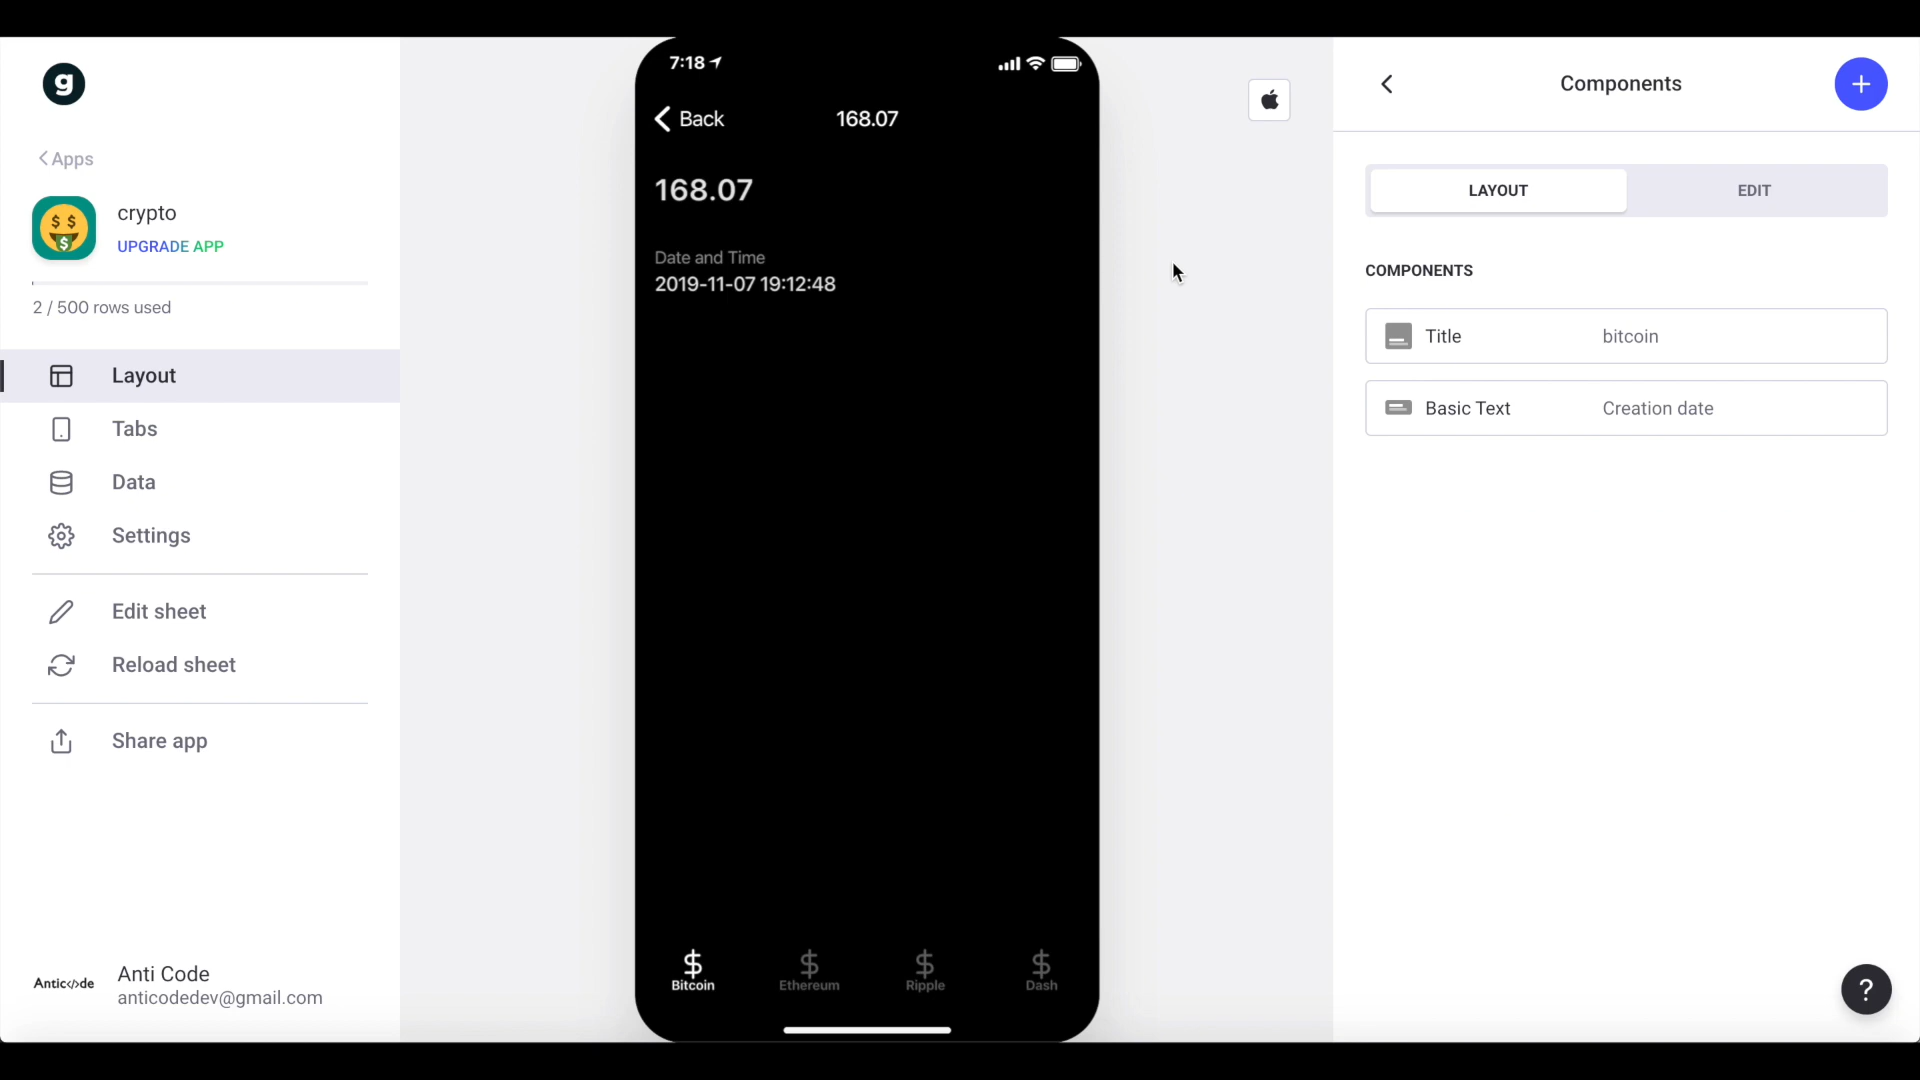 g
Apps
crypto
UPGRADE APP
2 / 500 rows used
Layout
Tabs
Data
Settings
Edit sheet
Reload sheet
Share app
Antic</>de
Anti Code
anticodedev@gmail.com
7:18
Back
168.07
168.07
Date and Time
2019-11-07 19:12:48
Bitcoin
Ethereum
Ripple
Dash
Components
LAYOUT
EDIT
COMPONENTS
Title
bitcoin
Basic Text
Creation date
?